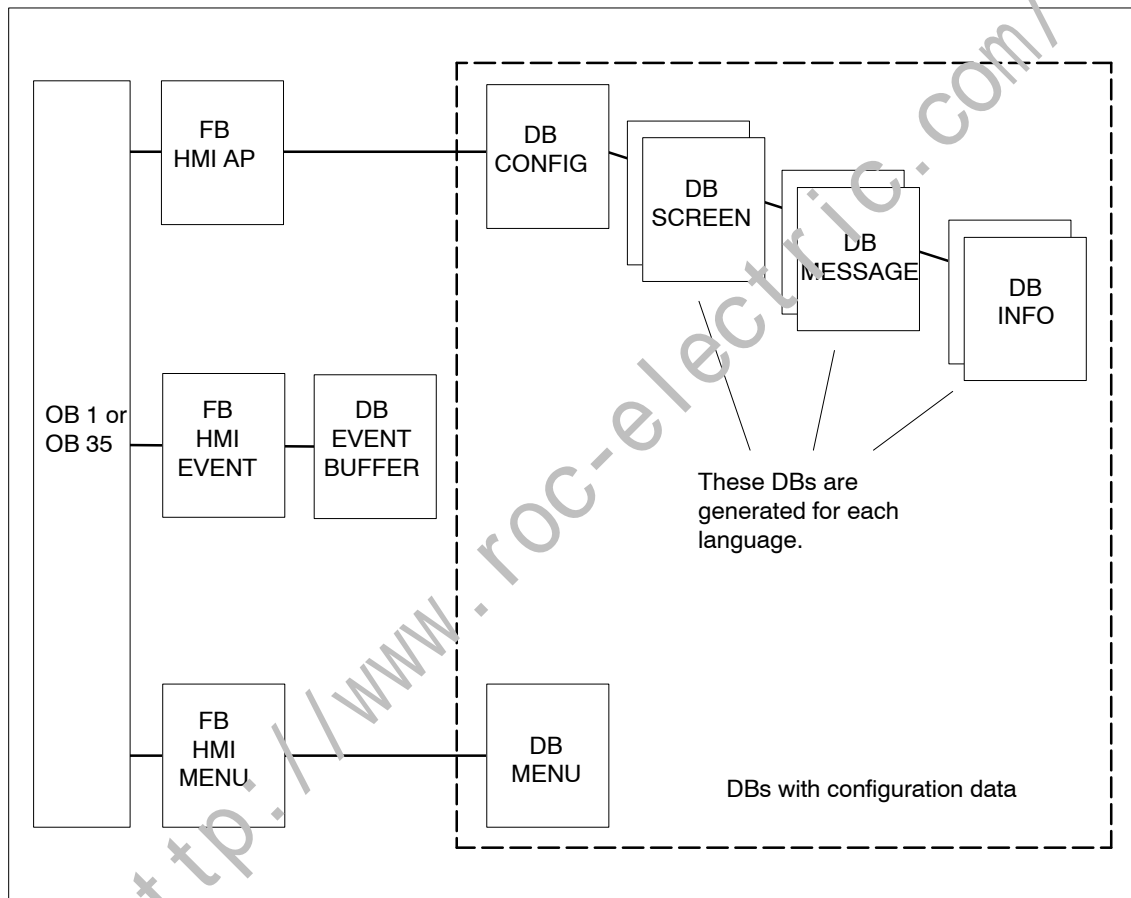 FB
HMI AP
DB
CONFIG
DB
SCREEN
DB
MESSAGE
DB
INFO
OB 1 or
OB 35
FB
HMI
EVENT
DB
EVENT
BUFFER
These DBs are
generated for each
language.
FB
HMI
MENU
DB
MENU
DBs with configuration data
http://www.roc-electric.com/